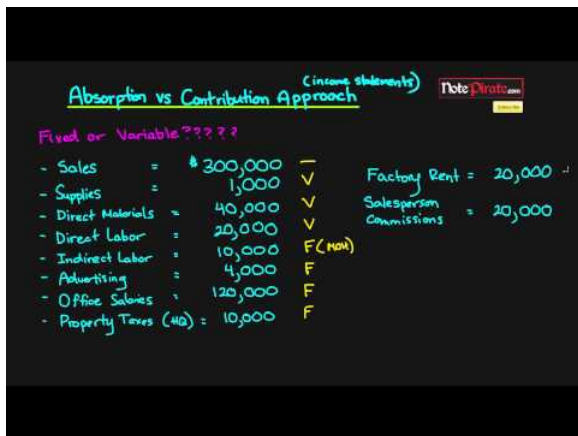 (income statements)
Absorption vs Contribution Approach
NotePirate.com
Fixed or Variable?????
- Sales = $300,000 —
- Supplies = 1,000 V
- Direct Materials = 40,000 V
- Direct Labor = 20,000 V
- Indirect Labor = 10,000 F (MOH)
- Advertising = 4,000 F
- Office Salaries = 120,000 F
- Property Taxes (HQ) = 10,000 F
Factory Rent = 20,000
Salesperson
Commissions = 20,000